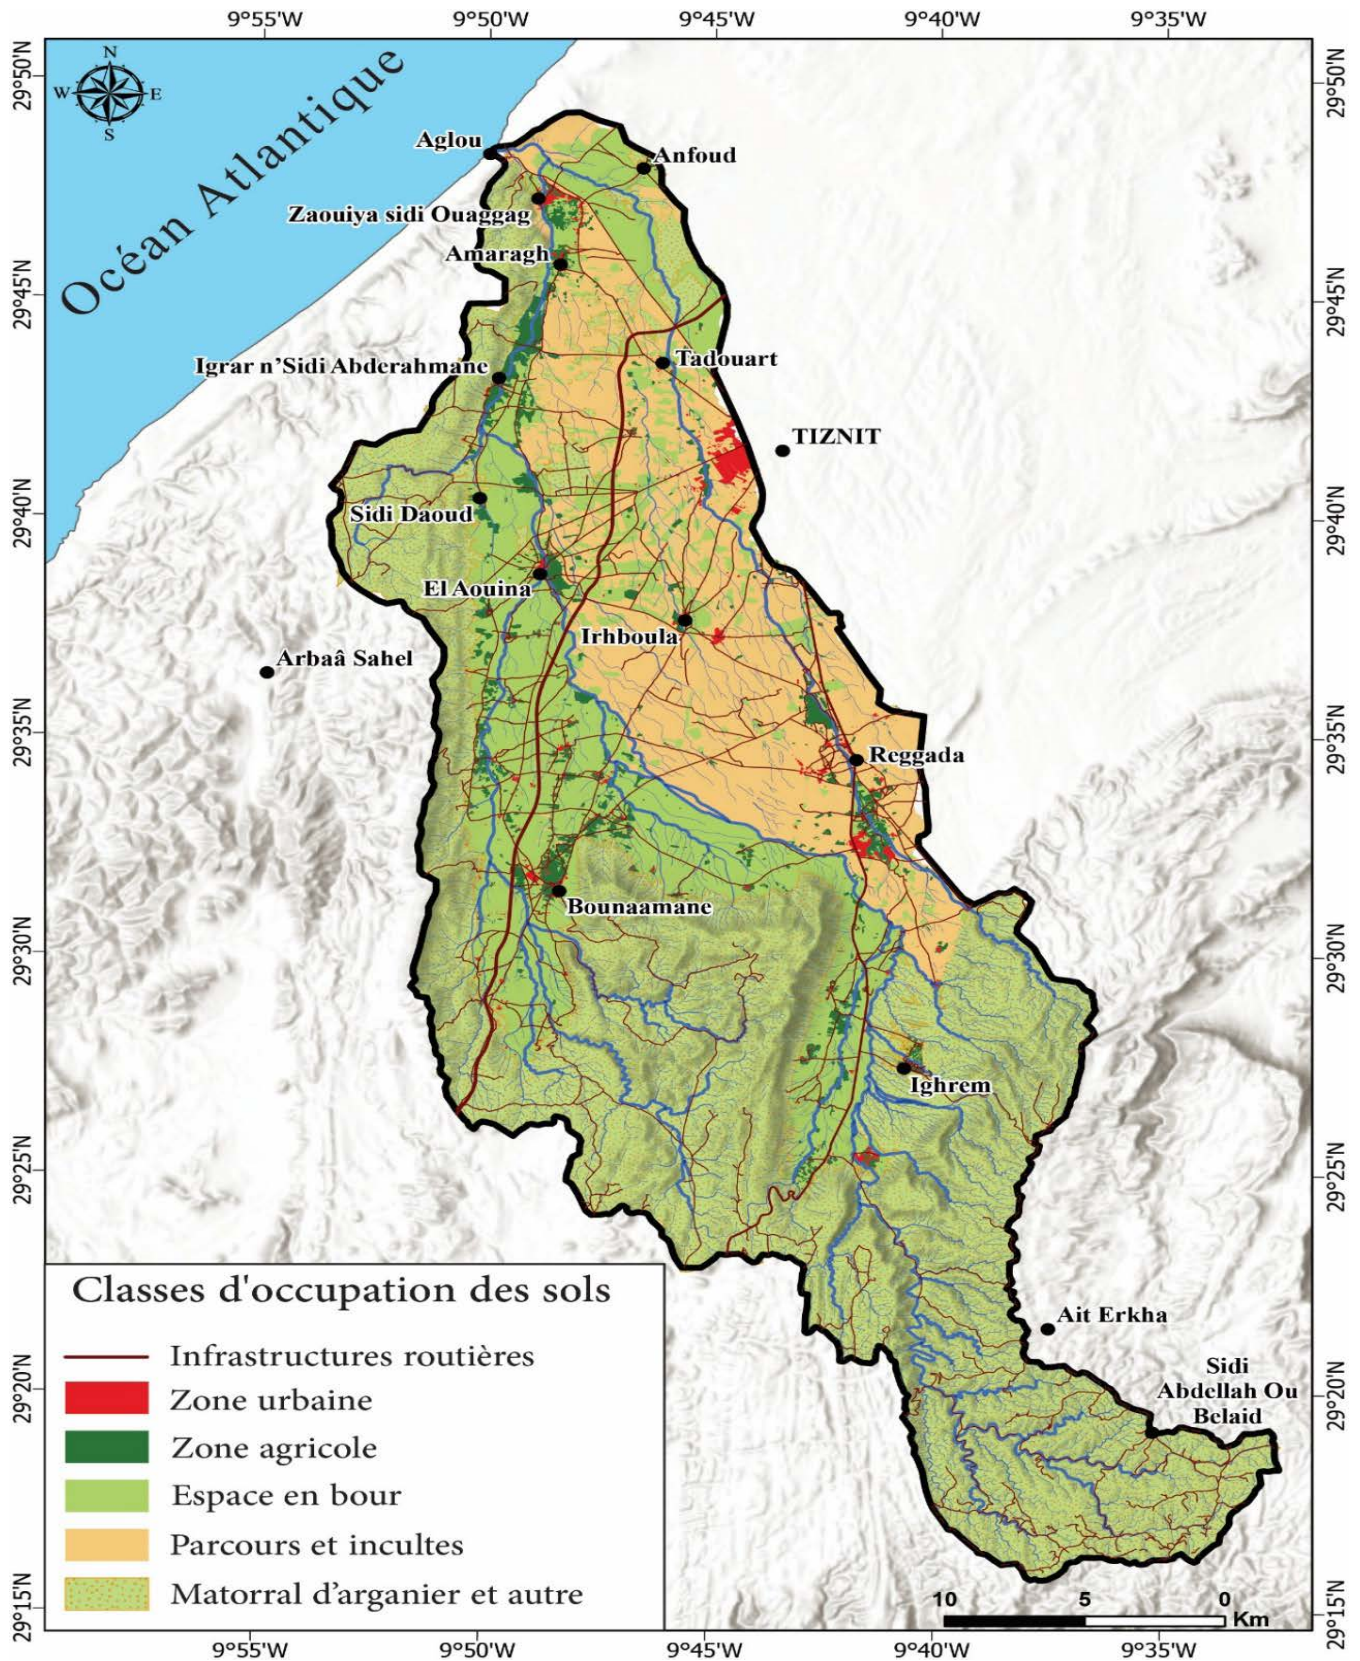 9°55'W
9°50'W
9°45'W
9°40'W
9°35'W
29°50'N
29°50'N
N
W
E
S
Océan Atlantique
Aglou
Anfoud
Zaouiya sidi Ouaggag
Amaragh
29°45'N
29°45'N
Igrar n'Sidi Abderahmane
Tadouart
TIZNIT
Sidi Daoud
29°40'N
29°40'N
El Aouina
Irhboula
Arbaâ Sahel
29°35'N
29°35'N
Reggada
Bounaamane
29°30'N
29°30'N
Ighrem
29°25'N
29°25'N
Classes d'occupation des sols
Infrastructures routières
Zone urbaine
Zone agricole
Espace en bour
Parcours et incultes
Matorral d'arganier et autre
Ait Erkha
Sidi
Abdellah Ou
Belaid
29°20'N
29°20'N
29°15'N
29°15'N
10
5
0
Km
9°55'W
9°50'W
9°45'W
9°40'W
9°35'W